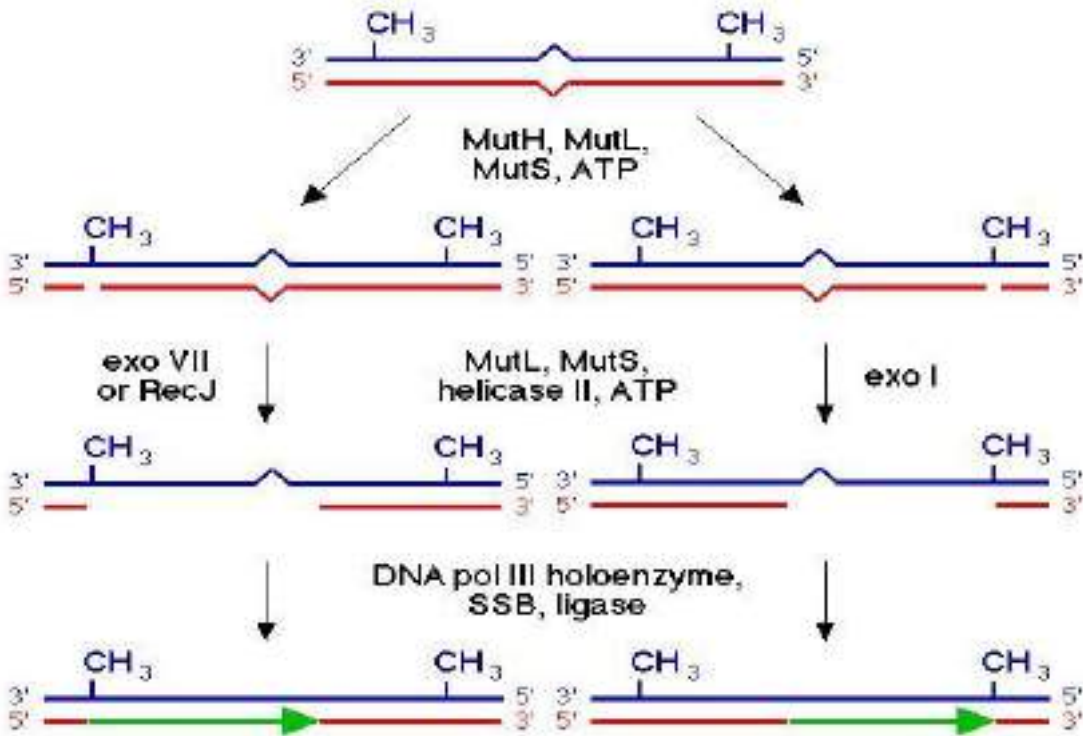 CH3 CH3
3' 5'
5' 3'
MutH, MutL,
MutS, ATP
CH3 CH3 CH3 CH3
3' 5' 3' 5'
5' 3' 5' 3'
exo VII
or RecJ
MutL, MutS,
helicase II, ATP
exo I
CH3 CH3 CH3 CH3
3' 5' 3' 5'
5' 3' 5' 3'
DNA pol III holoenzyme,
SSB, ligase
CH3 CH3 CH3 CH3
3' 5' 3' 5'
5' 3' 5' 3'